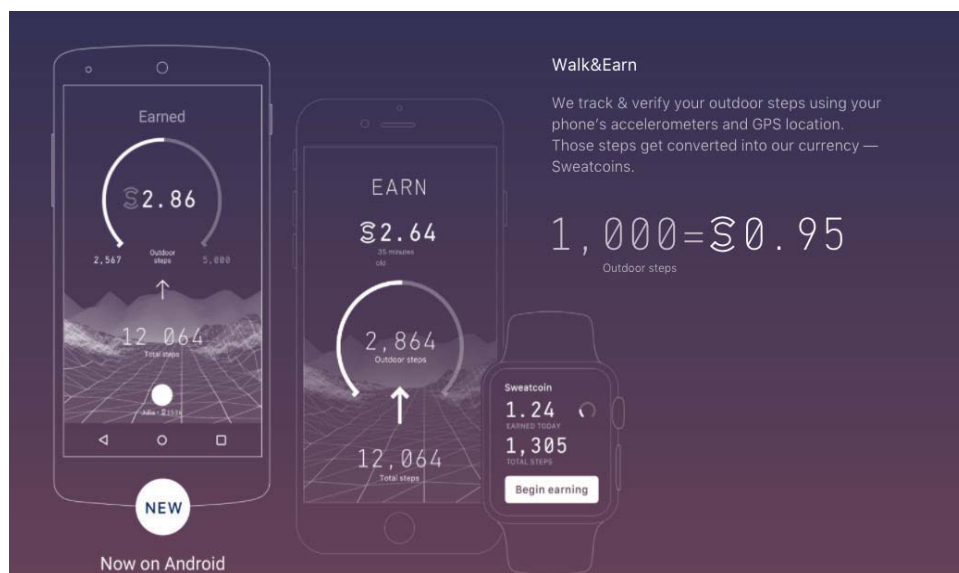 Earned
S2.86
2,567
Outdoor
steps
5,000
12 064
Total steps
NEW
Now on Android
EARN
S2.64
35 minutes
2,864
Outdoor steps
12,064
Total steps
Sweatcoin
1.24
EARNED TODAY
1,305
TOTAL STEPS
Begin earning
Walk&Earn
We track & verify your outdoor steps using your
phone's accelerometers and GPS location.
Those steps get converted into our currency —
Sweatcoins.
1,000=S0.95
Outdoor steps